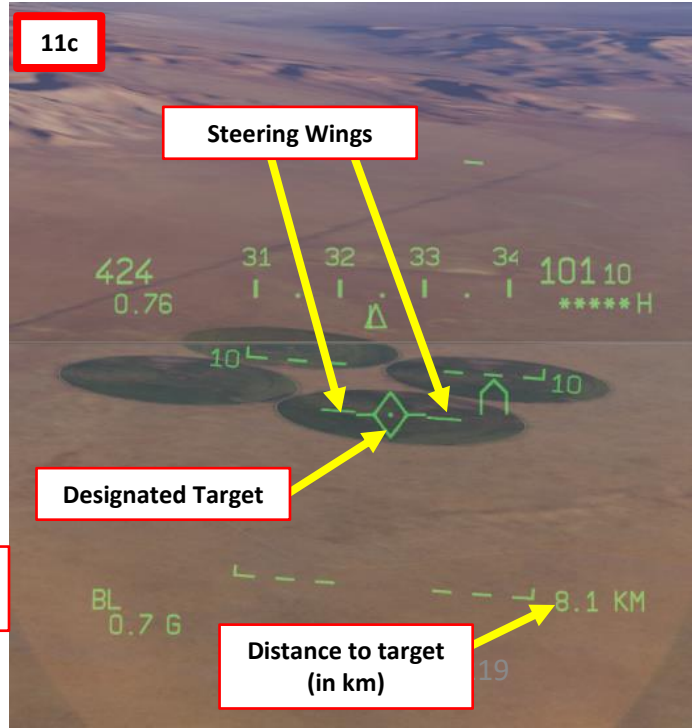 11c
Steering Wings
31 32 33 34
424
0.76
101 10
*****H
10
10
Designated Target
8.1 KM
BL
0.7 G
Distance to target
(in km)
19